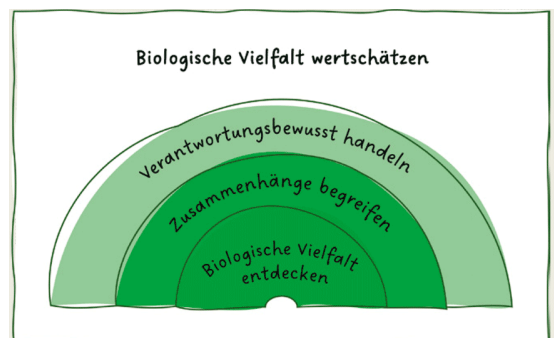 Biologische Vielfalt wertschätzen
Verantwortungsbewusst handeln
Zusammenhänge begreifen
Biologische Vielfalt
entdecken